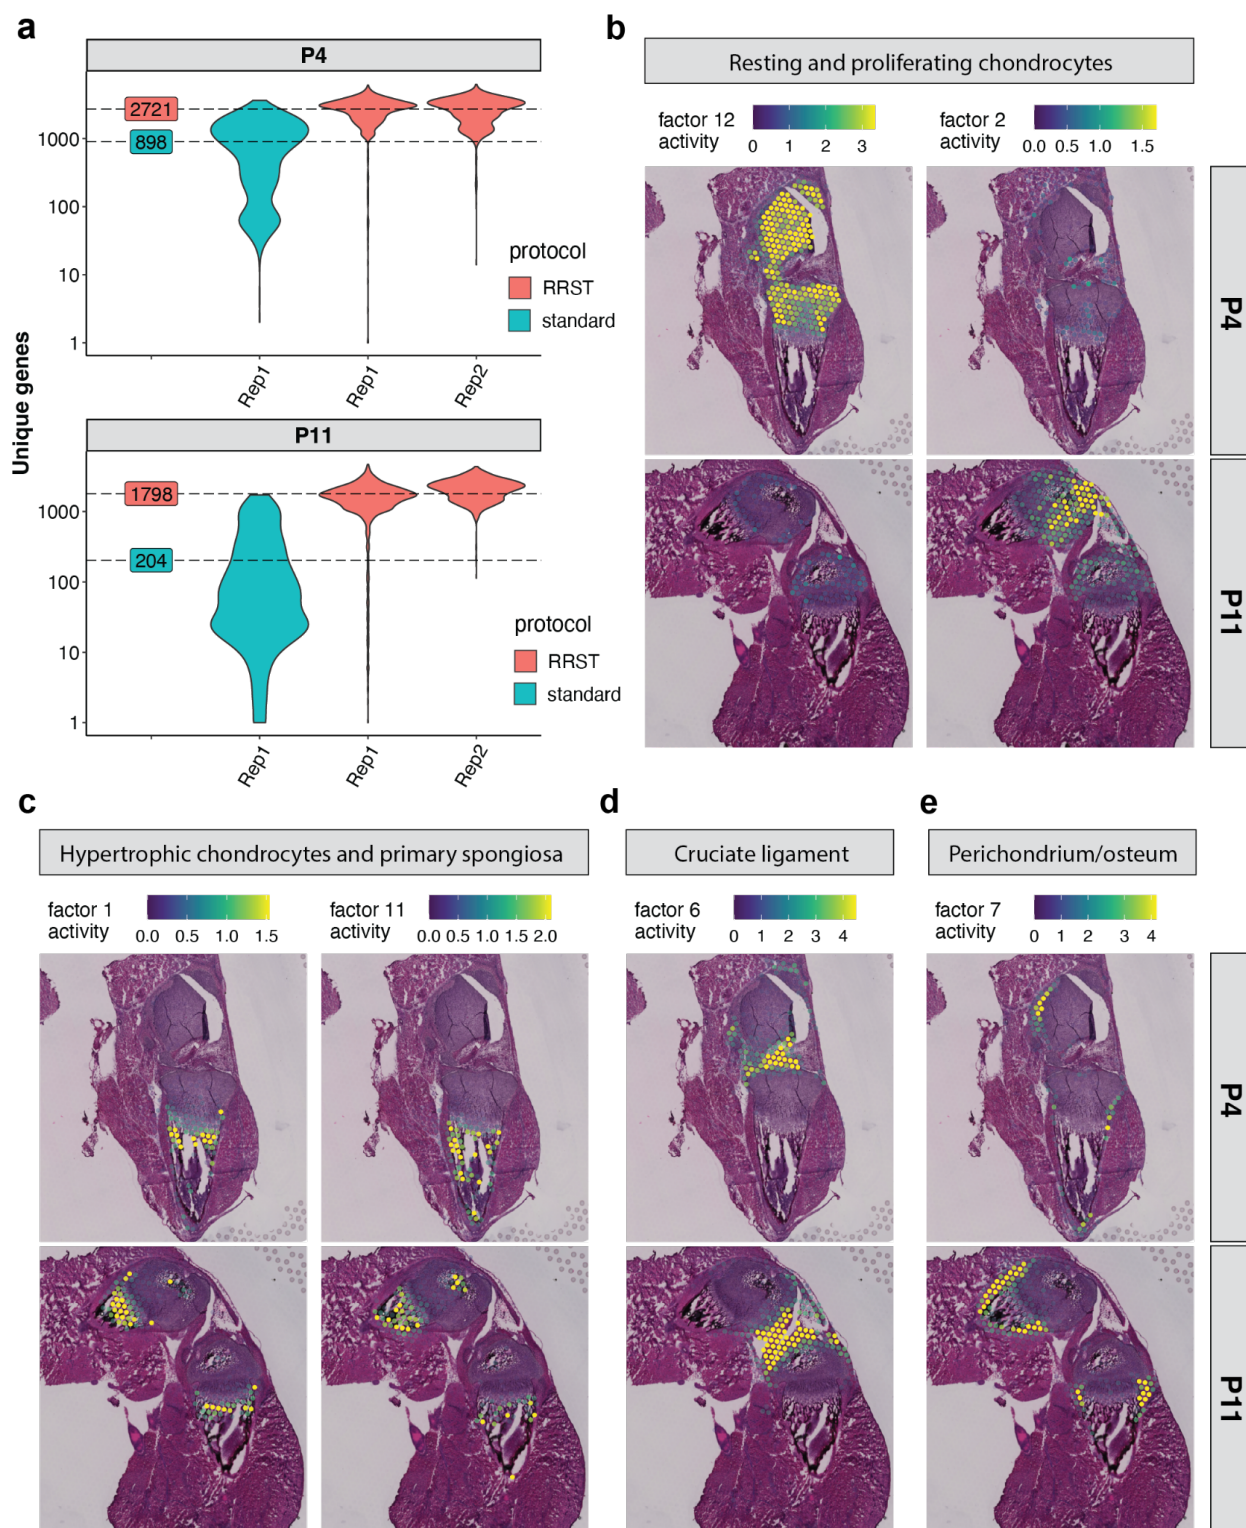 a
P4
2721
898
1000
100
10
1
protocol
RRST
standard
Rep1
Rep1
Rep2
Unique genes
P11
1798
204
1000
100
10
1
protocol
RRST
standard
Rep1
Rep1
Rep2
b
Resting and proliferating chondrocytes
factor 12
activity
0 1 2 3
factor 2
activity
0.0 0.5 1.0 1.5
P4
P11
c
Hypertrophic chondrocytes and primary spongiosa
factor 1
activity
0.0 0.5 1.0 1.5
factor 11
activity
0.0 0.5 1.0 1.5 2.0
d
Cruciate ligament
factor 6
activity
0 1 2 3 4
e
Perichondrium/osteum
factor 7
activity
0 1 2 3 4
P4
P11